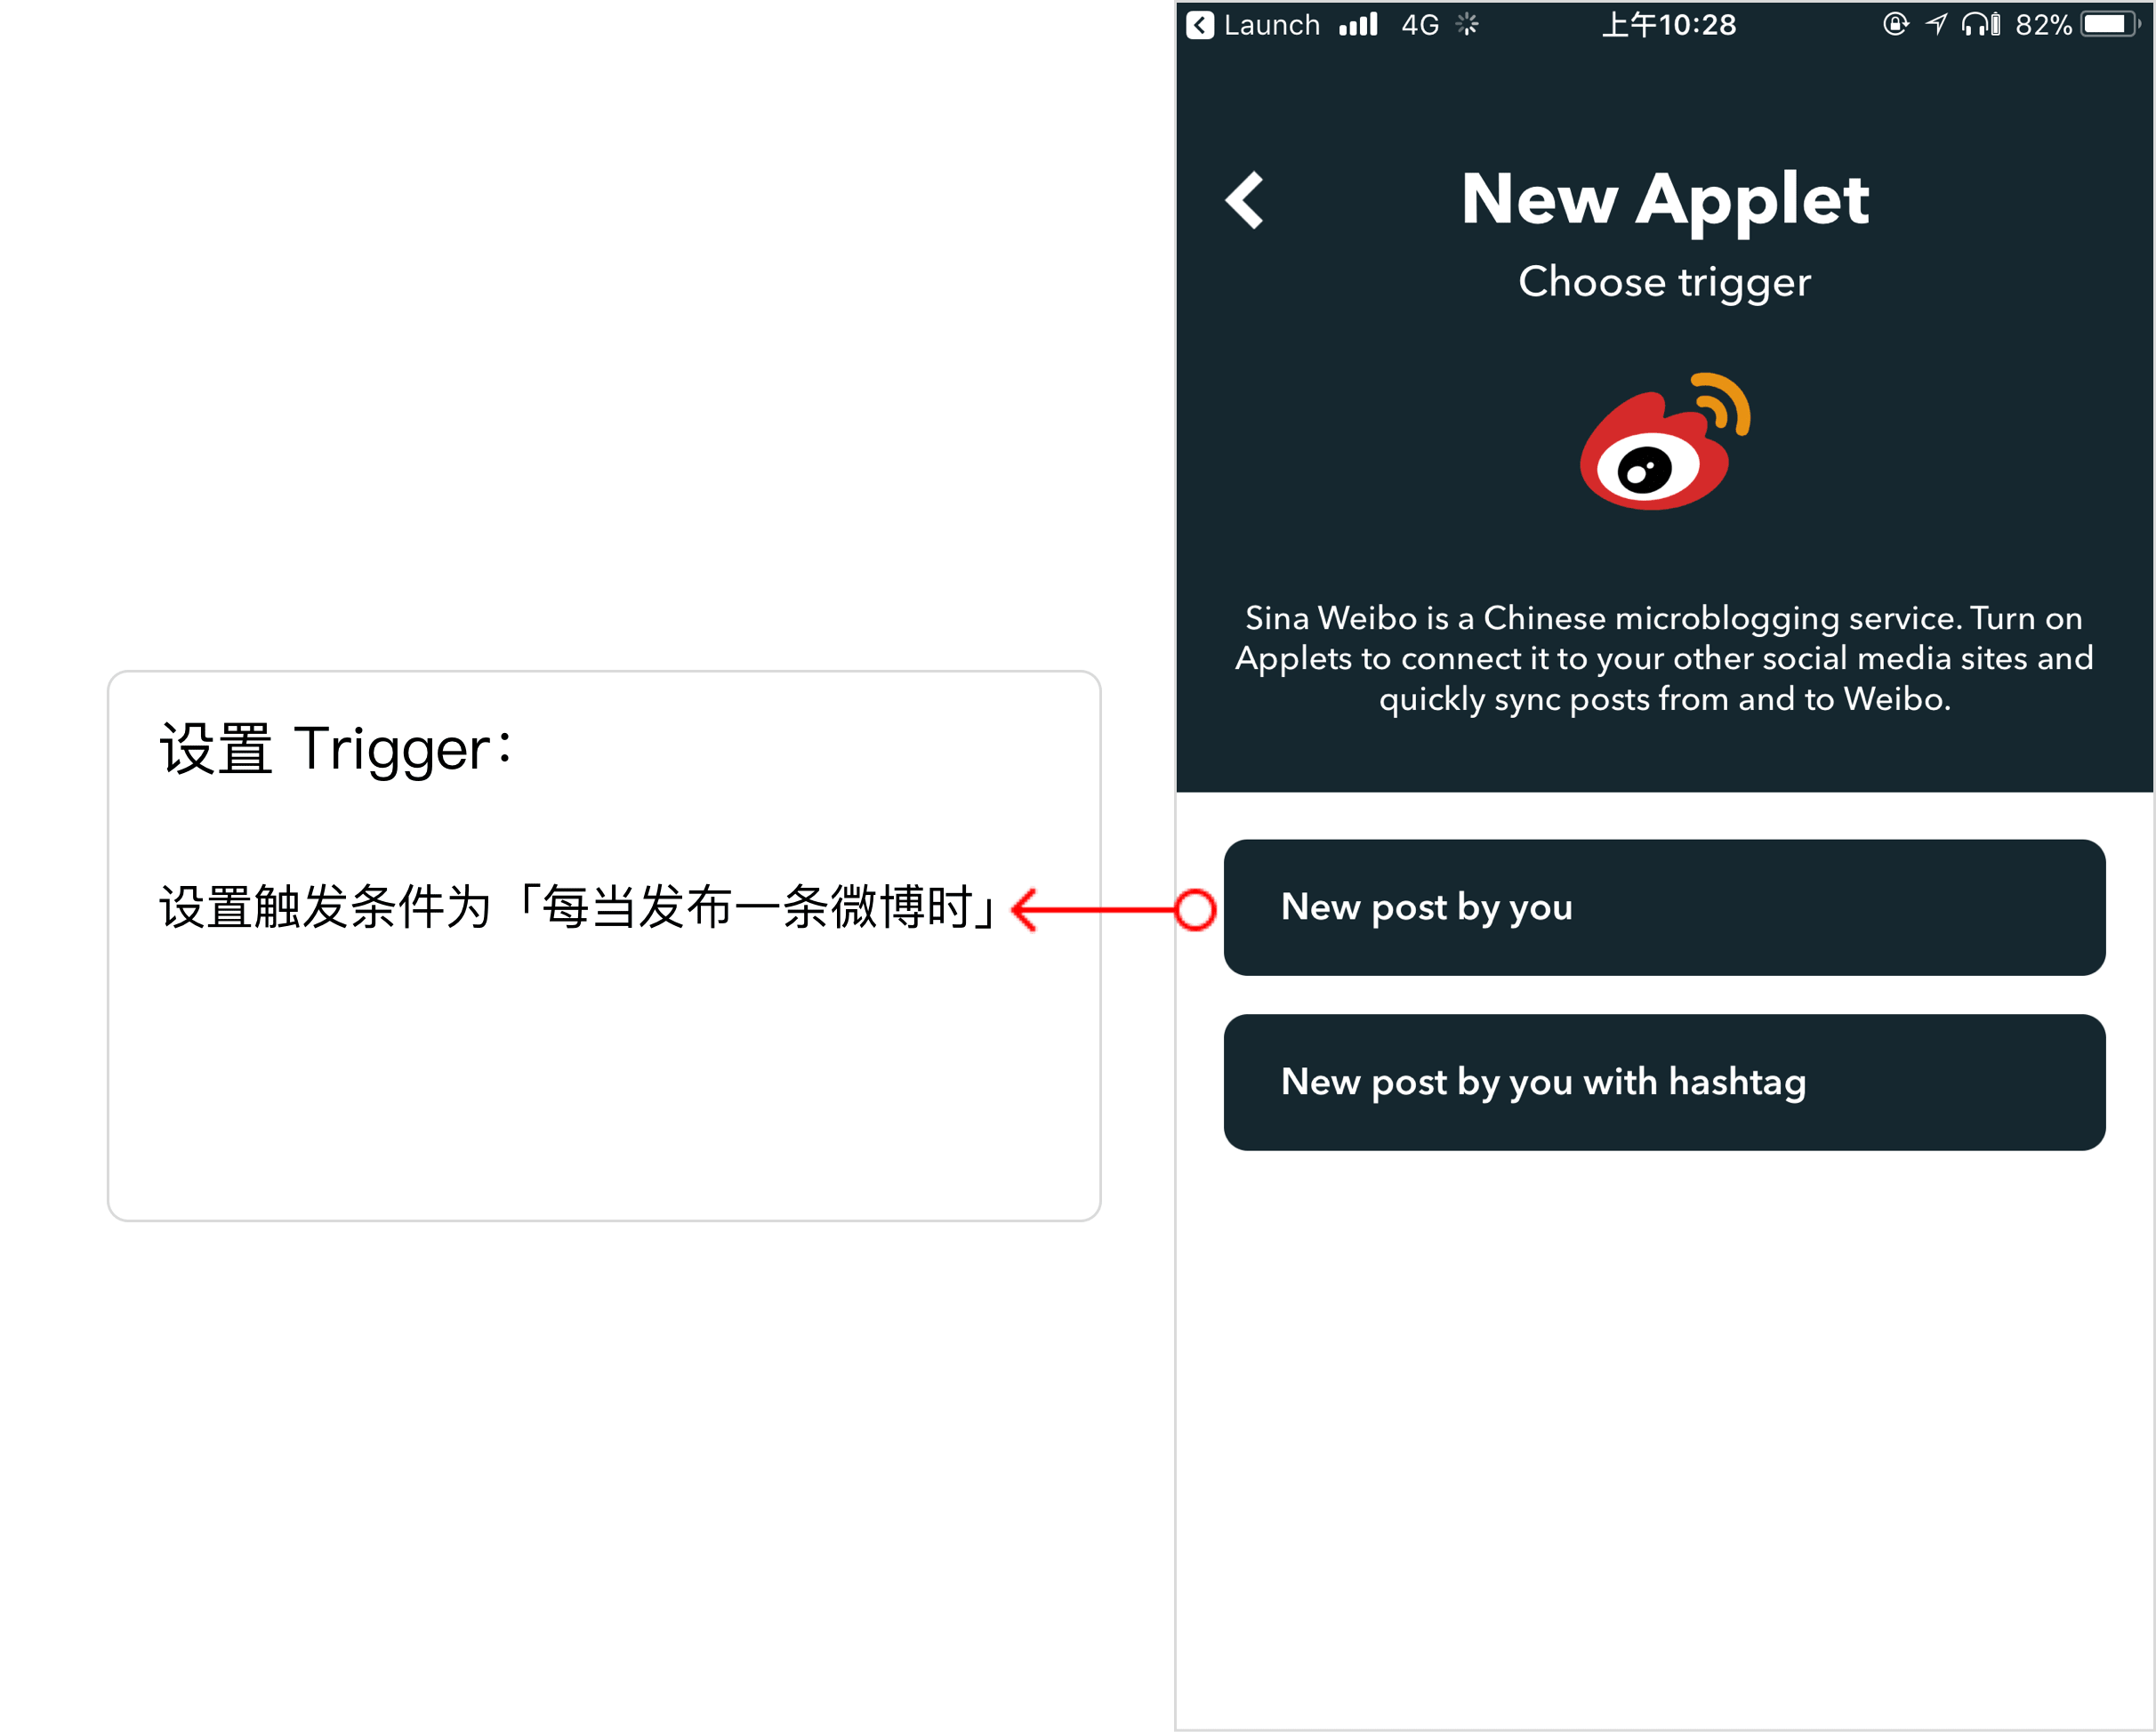 Launch 4G 上午10:28 82%
New Applet
Choose trigger
Sina Weibo is a Chinese microblogging service. Turn on
Applets to connect it to your other social media sites and
quickly sync posts from and to Weibo.
设置 Trigger：
设置触发条件为「每当发布一条微博时」
New post by you
New post by you with hashtag